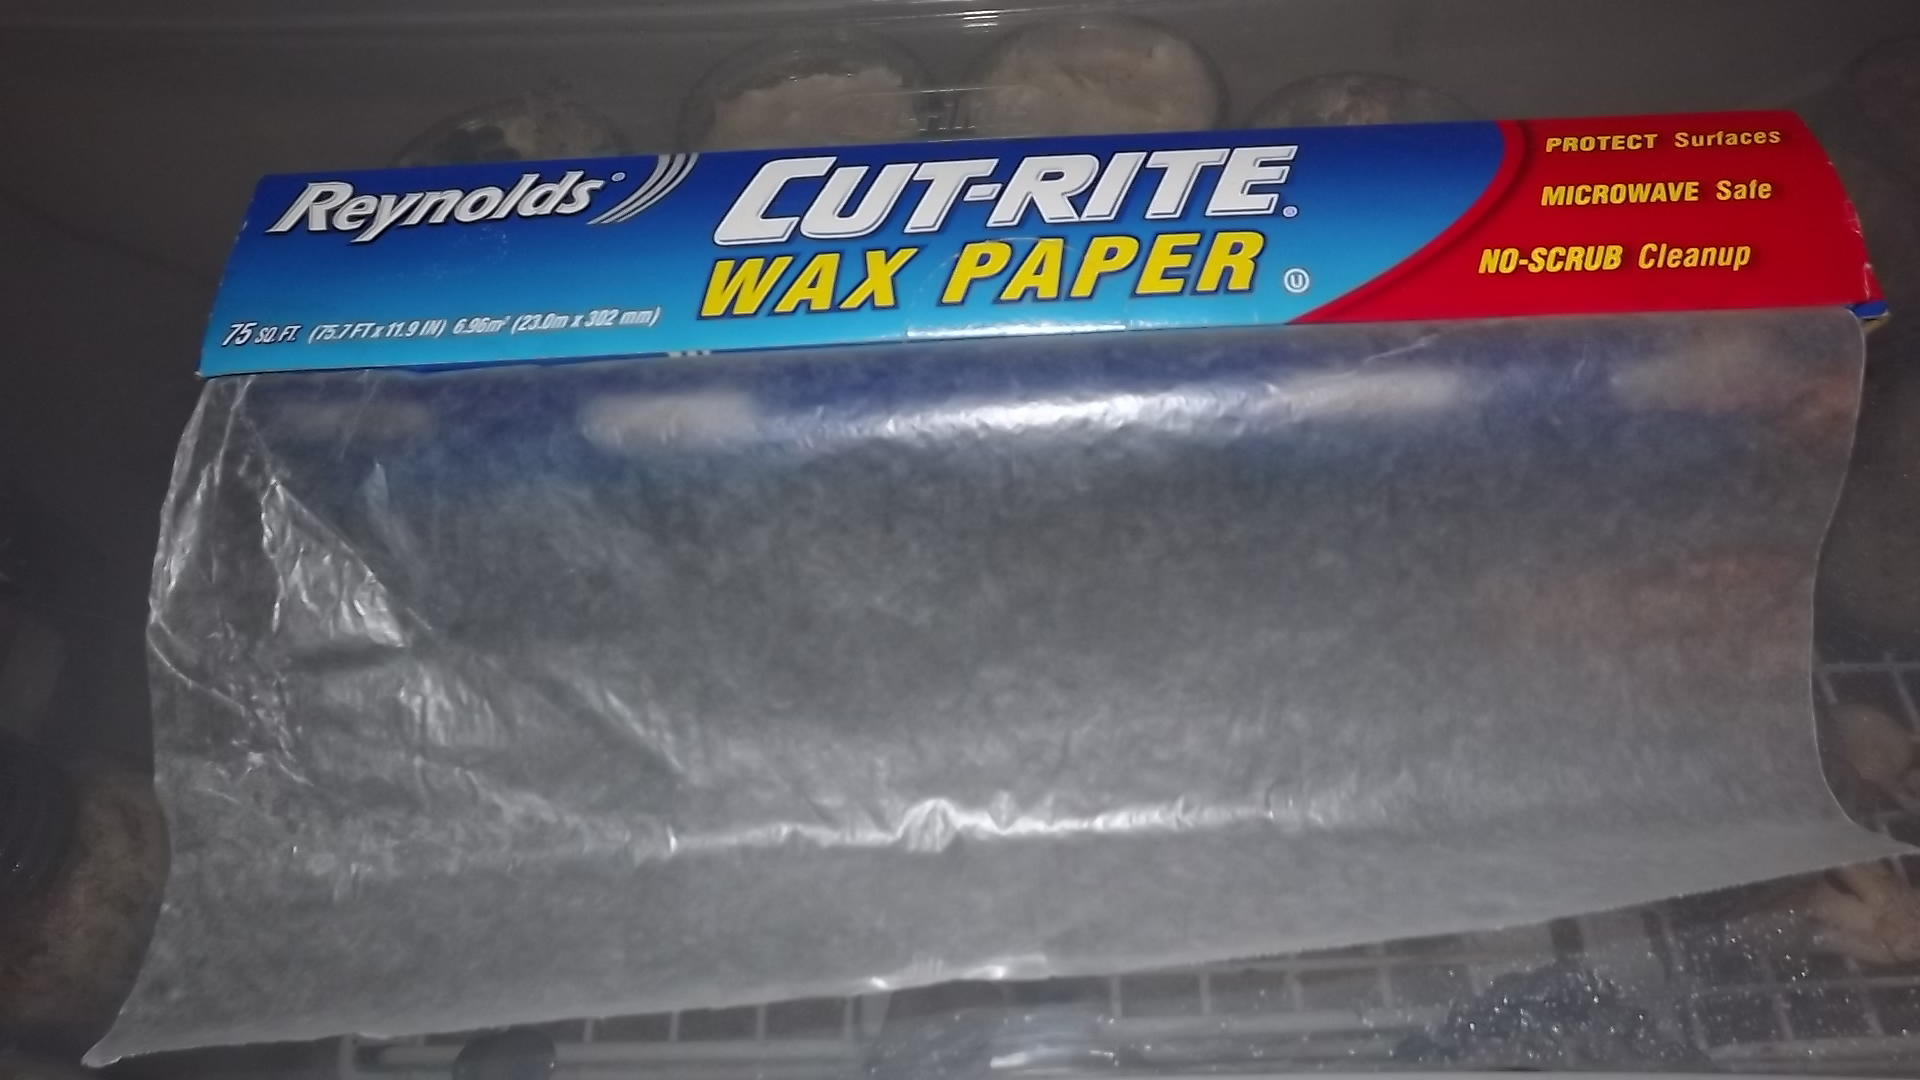 Reynolds®
CUT-RITE®
WAX PAPER
U
75 SQ. FT. (75.7 FT x 11.9 IN) 6.96m² (23.0m x 302 mm)
PROTECT Surfaces
MICROWAVE Safe
NO-SCRUB Cleanup